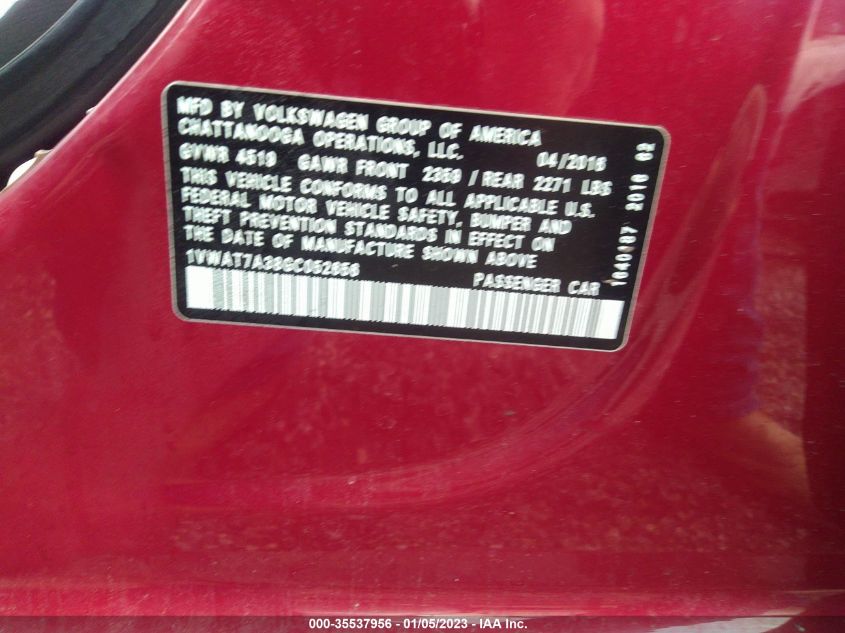 MFD BY VOLKSWAGEN GROUP OF AMERICA
CHATTANOOGA OPERATIONS, LLC. 04/2016
GVWR 4519 GAWR FRONT 2359 / REAR 2271 LBS
THIS VEHICLE CONFORMS TO ALL APPLICABLE U.S.
FEDERAL MOTOR VEHICLE SAFETY, BUMPER AND
THEFT PREVENTION STANDARDS IN EFFECT ON
THE DATE OF MANUFACTURE SHOWN ABOVE
1VWAT7A38GC052656
PASSENGER CAR
1040187 2016 02
000-35537956 - 01/05/2023 - IAA Inc.